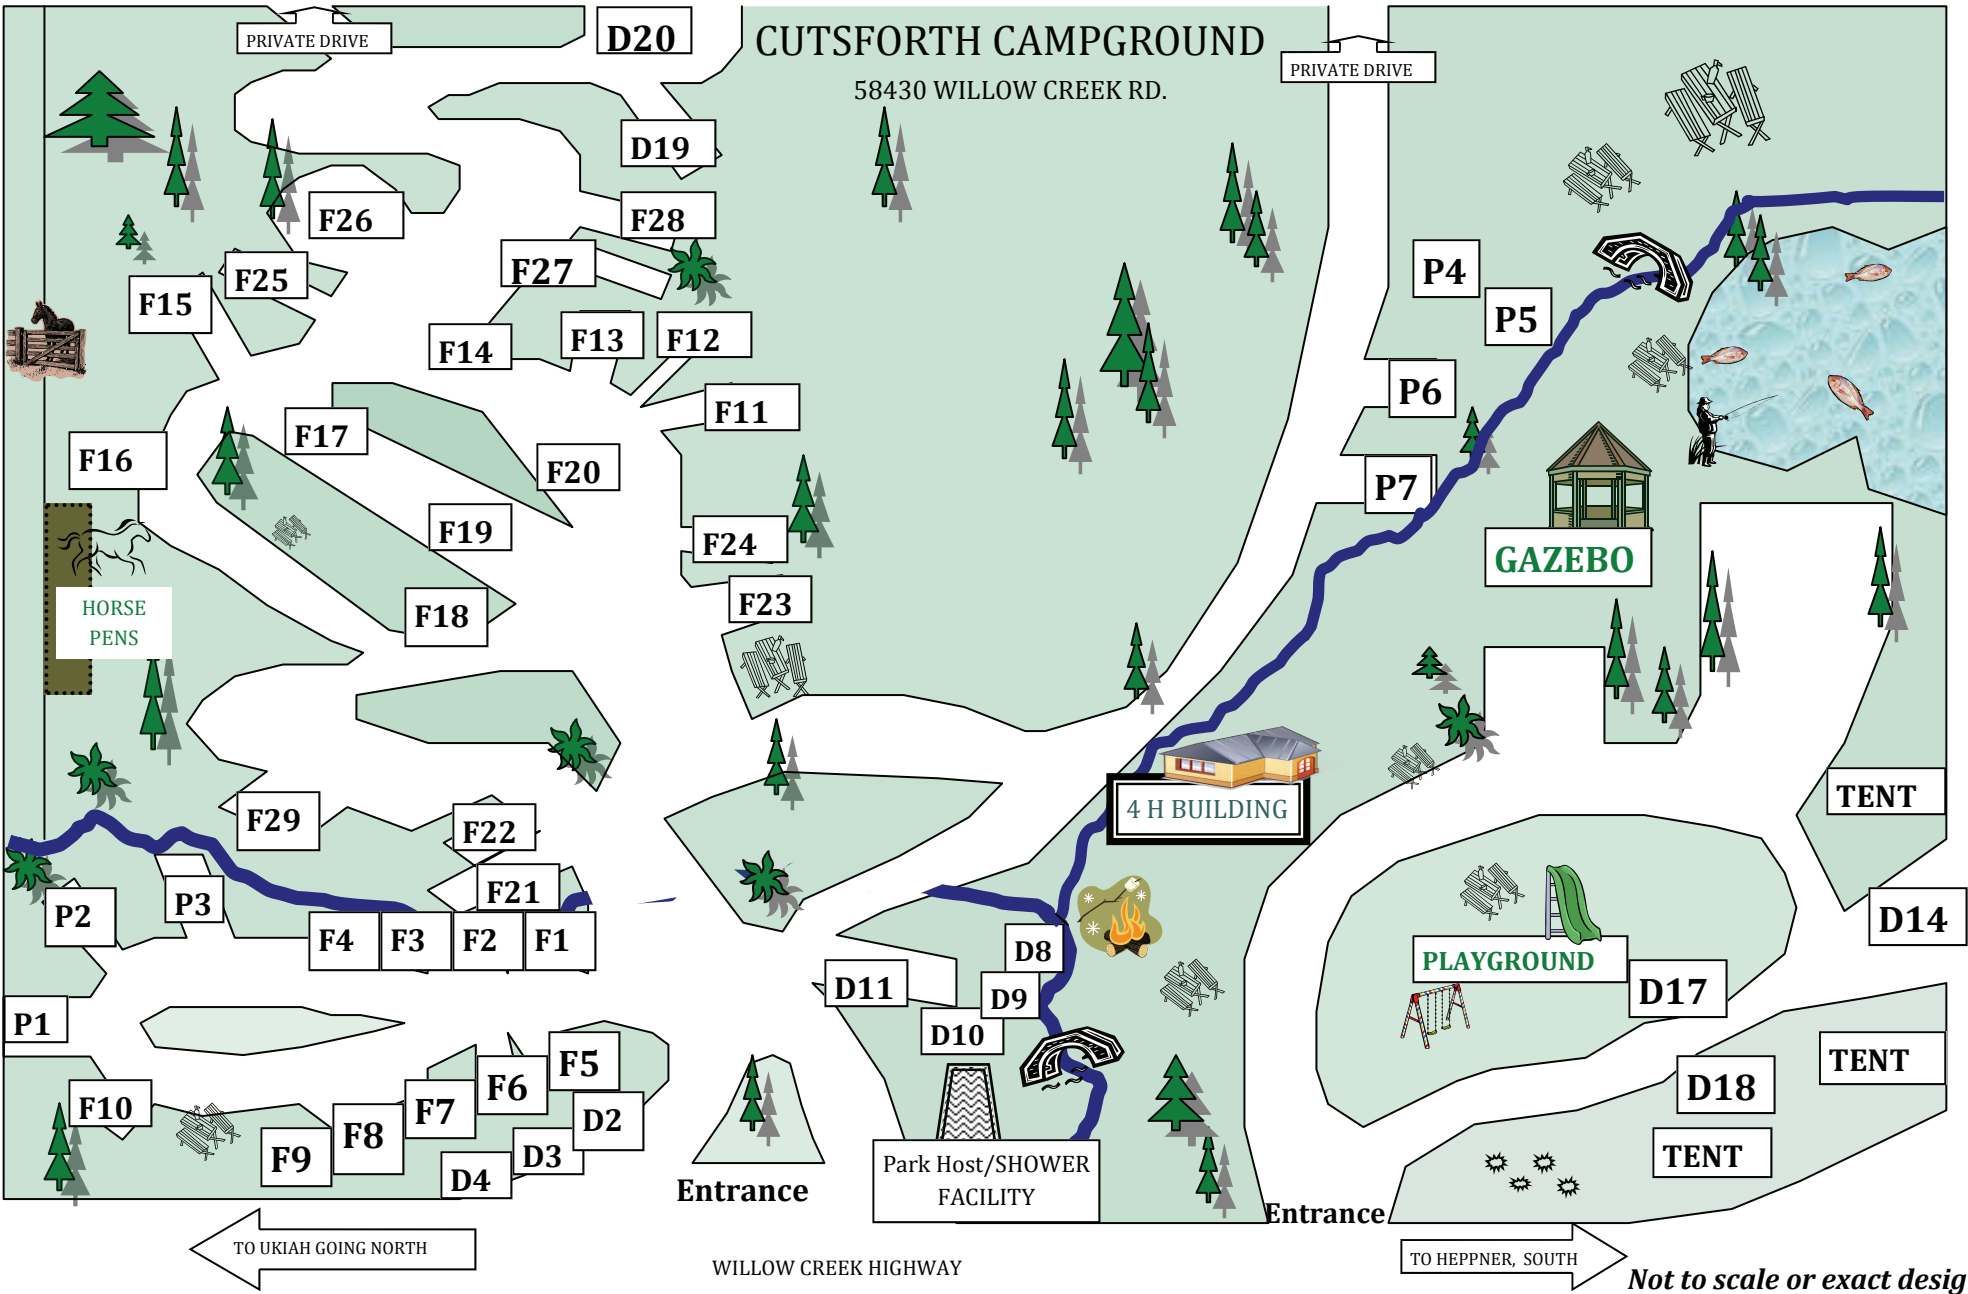 CUTSFORTH CAMPGROUND
58430 WILLOW CREEK RD.
PRIVATE DRIVE
D20
PRIVATE DRIVE
D19
F26
F28
F25
F27
F15
F14
F13
F12
P4
P5
P6
F11
F17
F16
F20
P7
F19
F24
GAZEBO
HORSE
PENS
F18
F23
F29
F22
4 H BUILDING
TENT
F21
P2
P3
F4
F3
F2
F1
D8
D14
PLAYGROUND
D11
D9
D17
P1
D10
F5
F6
F7
F10
D2
F8
F9
D3
D4
TENT
D18
TENT
Park Host/SHOWER
FACILITY
Entrance
Entrance
TO UKIAH GOING NORTH
WILLOW CREEK HIGHWAY
TO HEPPNER, SOUTH
Not to scale or exact desig